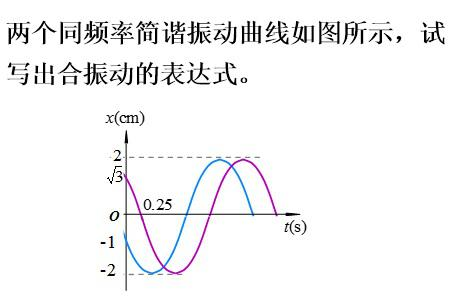 两个同频率简谐振动曲线如图所示，试
写出合振动的表达式。
x(cm)
2
√3
0.25
o
t(s)
-1
-2